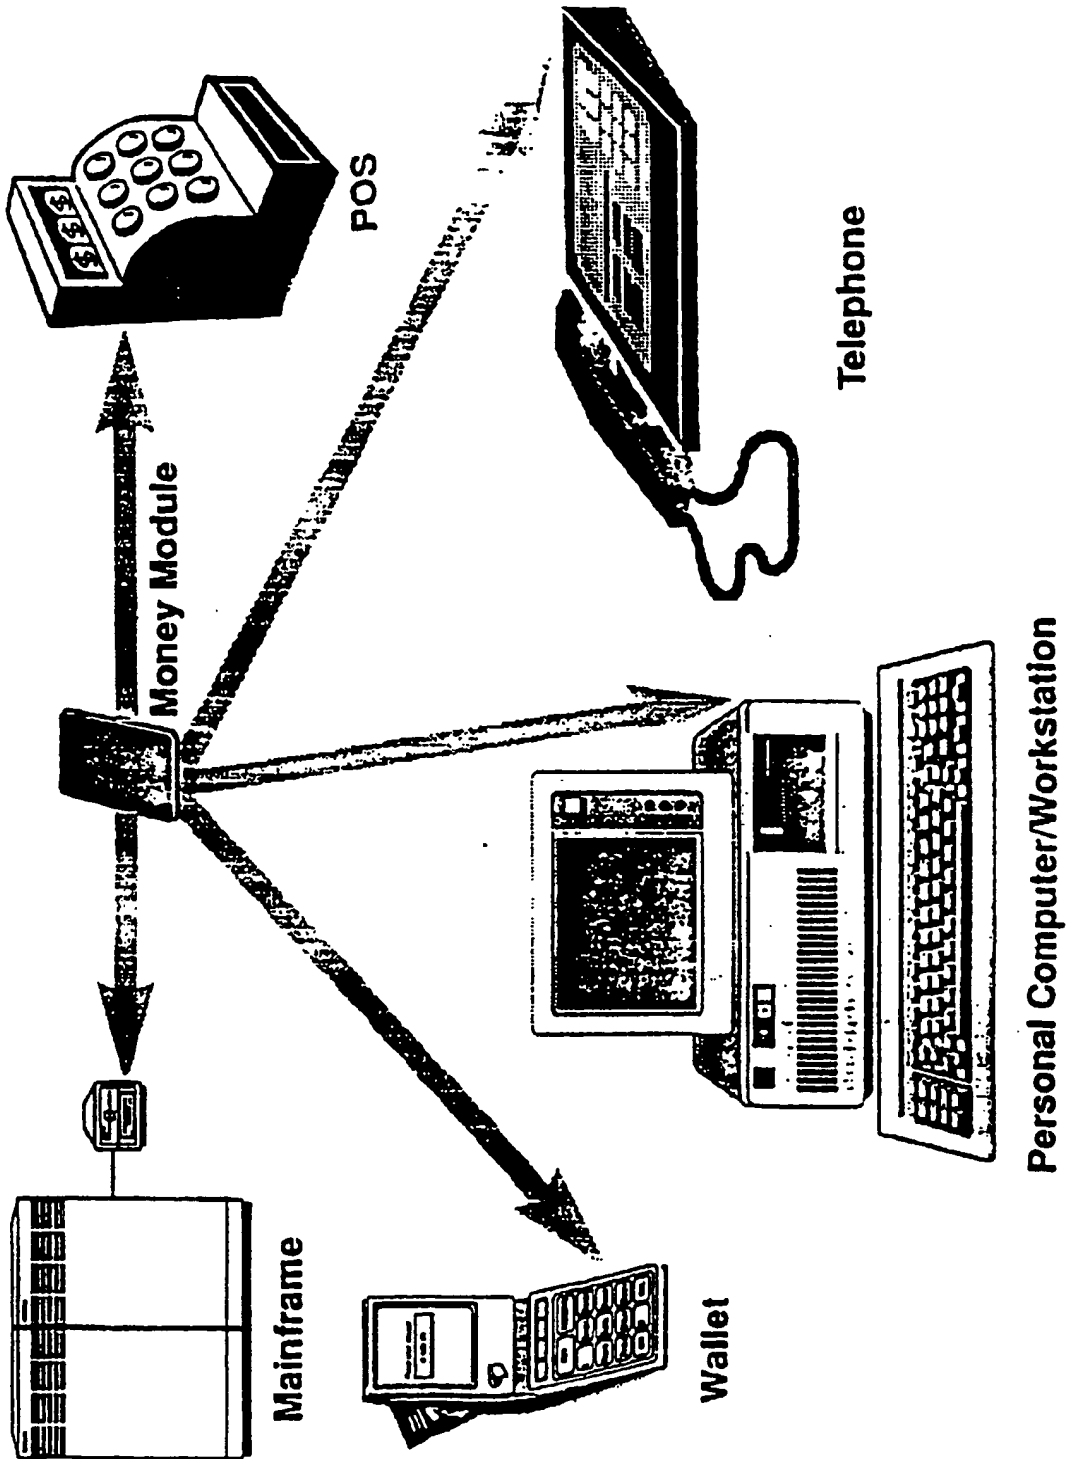 Mainframe
Money Module
POS
$ $ $
Wallet
Personal Computer/Workstation
Telephone